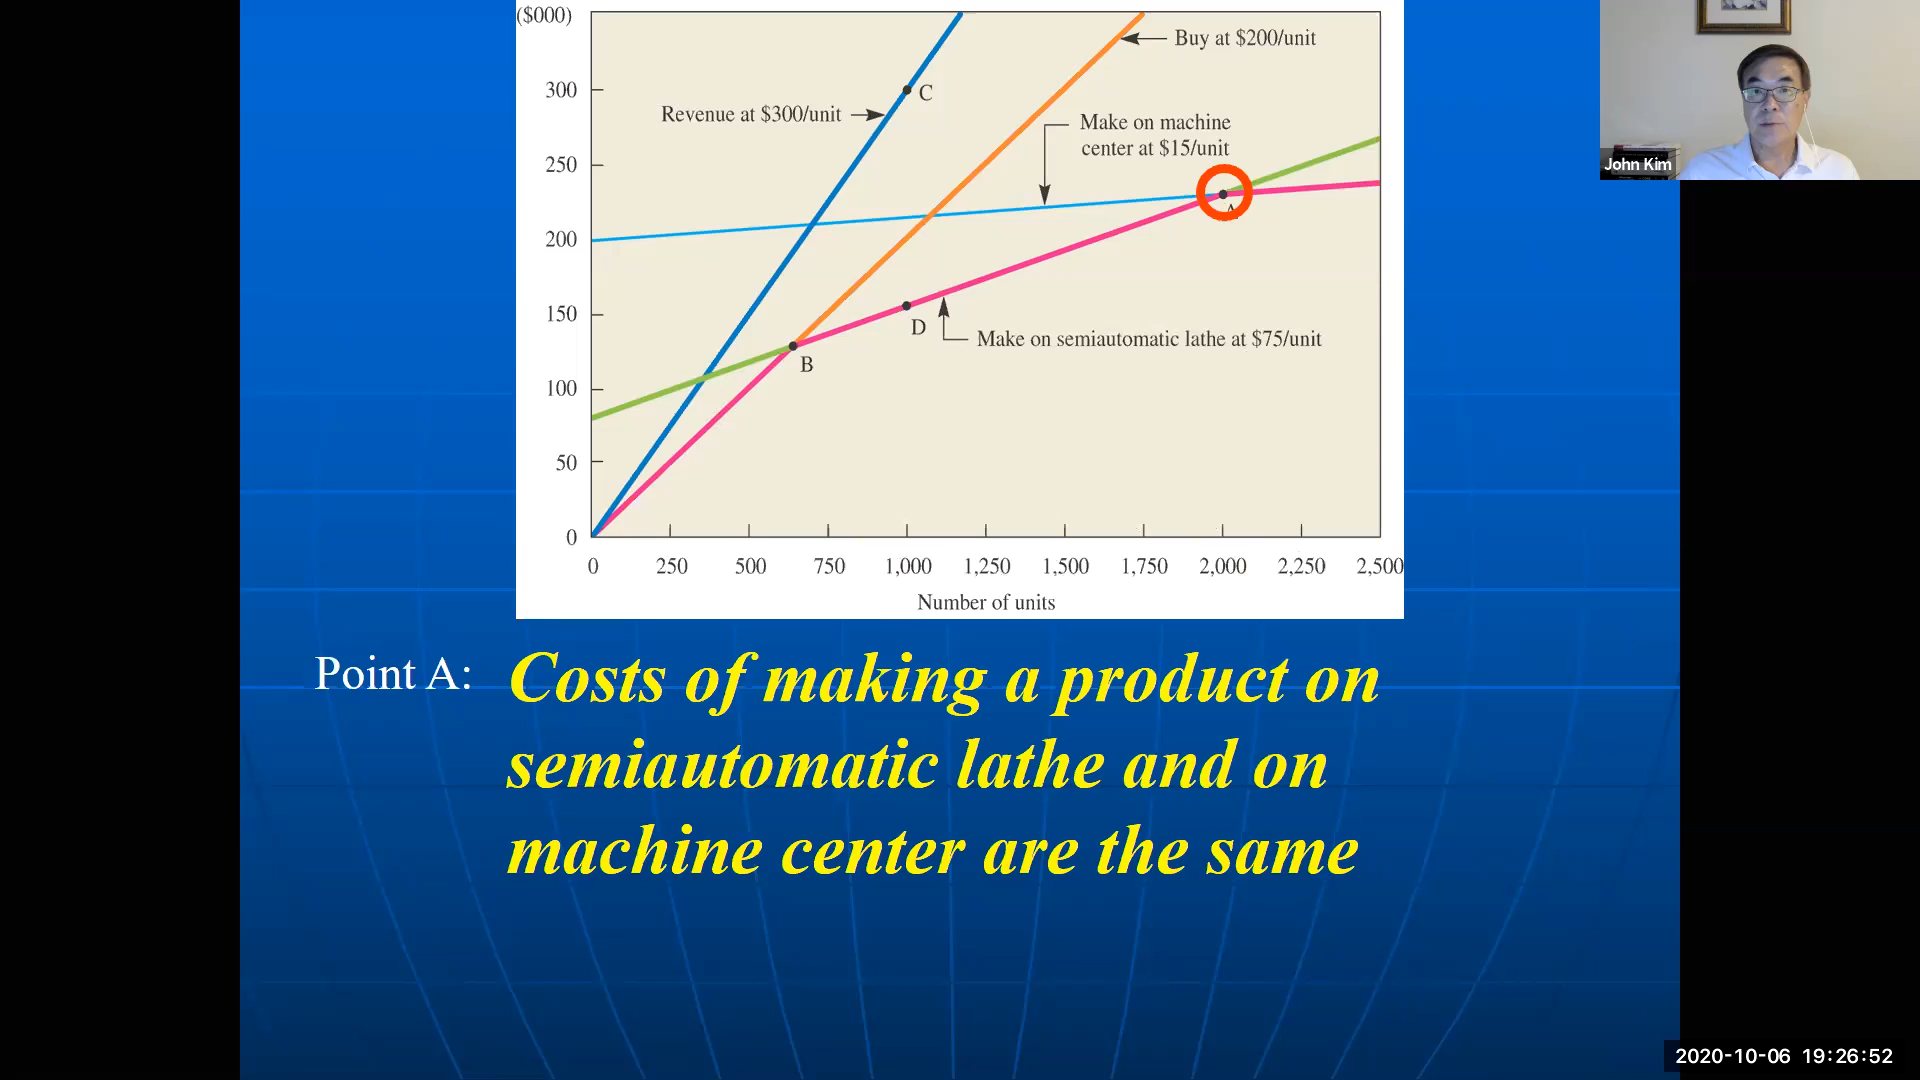 ($000)
Buy at $200/unit
300
C
Revenue at $300/unit
Make on machine
center at $15/unit
250
A
200
150
D
Make on semiautomatic lathe at $75/unit
B
100
50
0
0 250 500 750 1,000 1,250 1,500 1,750 2,000 2,250 2,500
Number of units
Point A: Costs of making a product on
semiautomatic lathe and on
machine center are the same
John Kim
2020-10-06 19:26:52